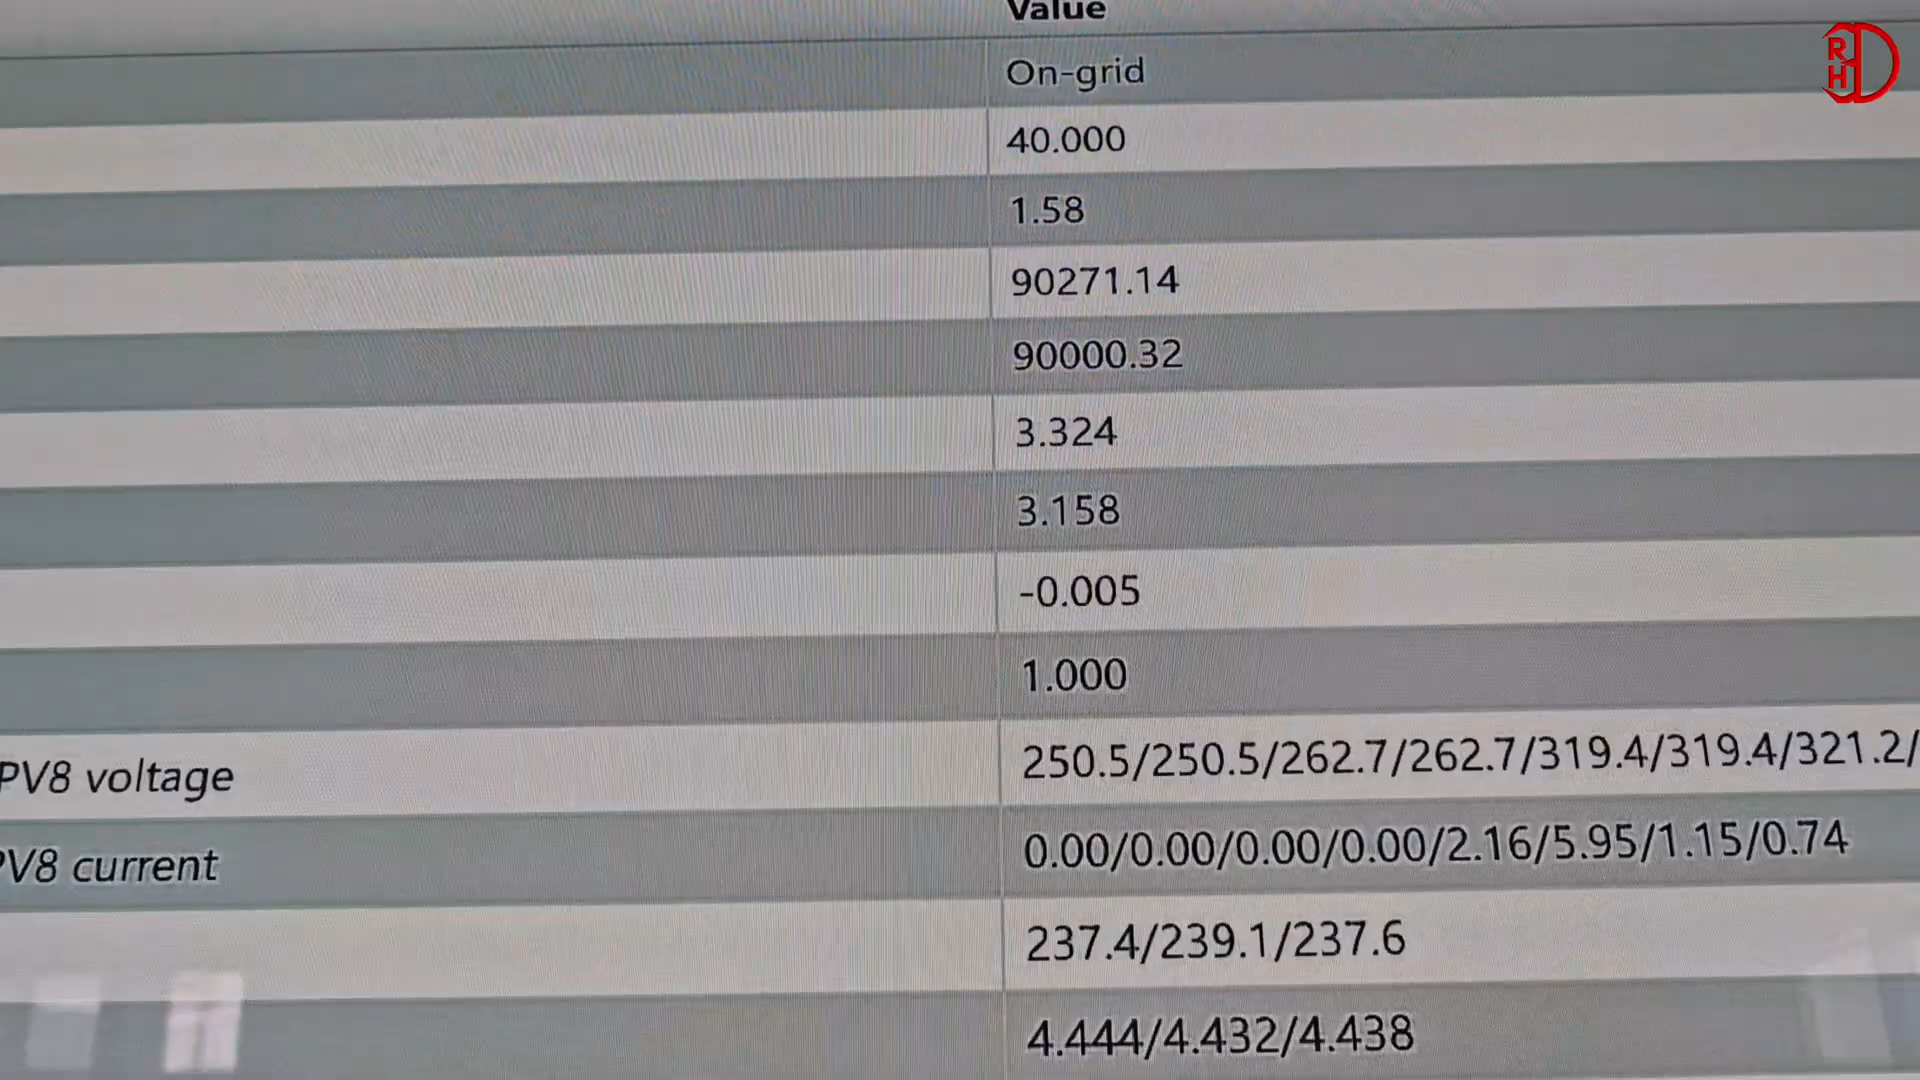 Value
On-grid
40.000
1.58
90271.14
90000.32
3.324
3.158
-0.005
1.000
PV8 voltage 250.5/250.5/262.7/262.7/319.4/319.4/321.2/
PV8 current 0.00/0.00/0.00/0.00/2.16/5.95/1.15/0.74
237.4/239.1/237.6
4.444/4.432/4.438
RHD